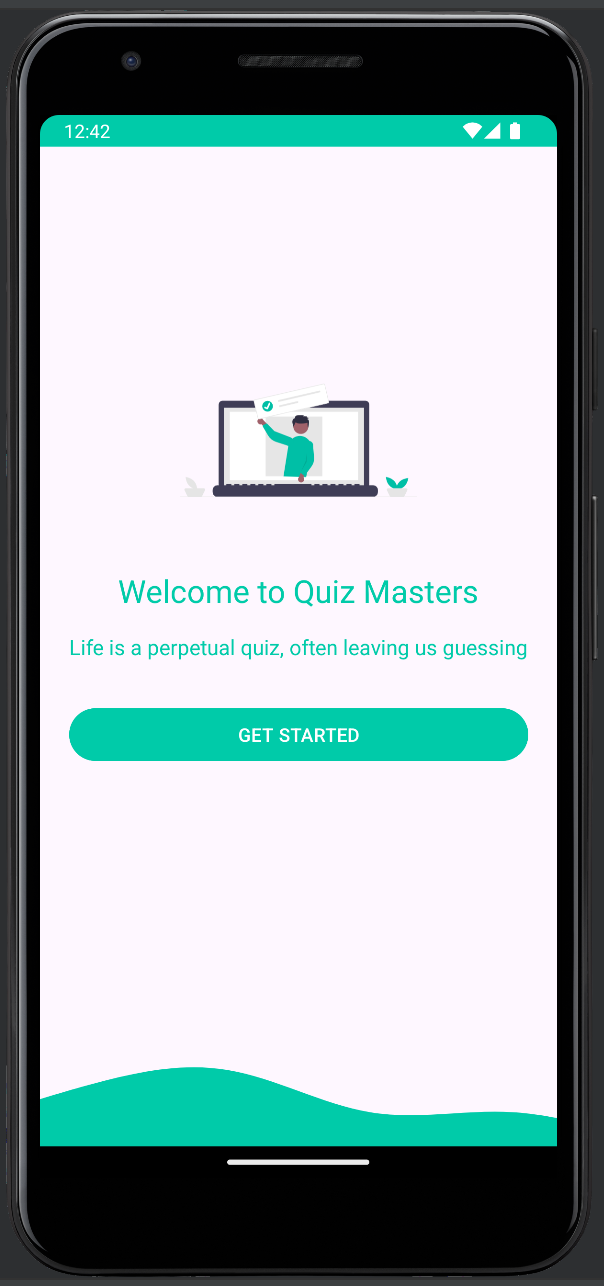 12:42
Welcome to Quiz Masters
Life is a perpetual quiz, often leaving us guessing
GET STARTED